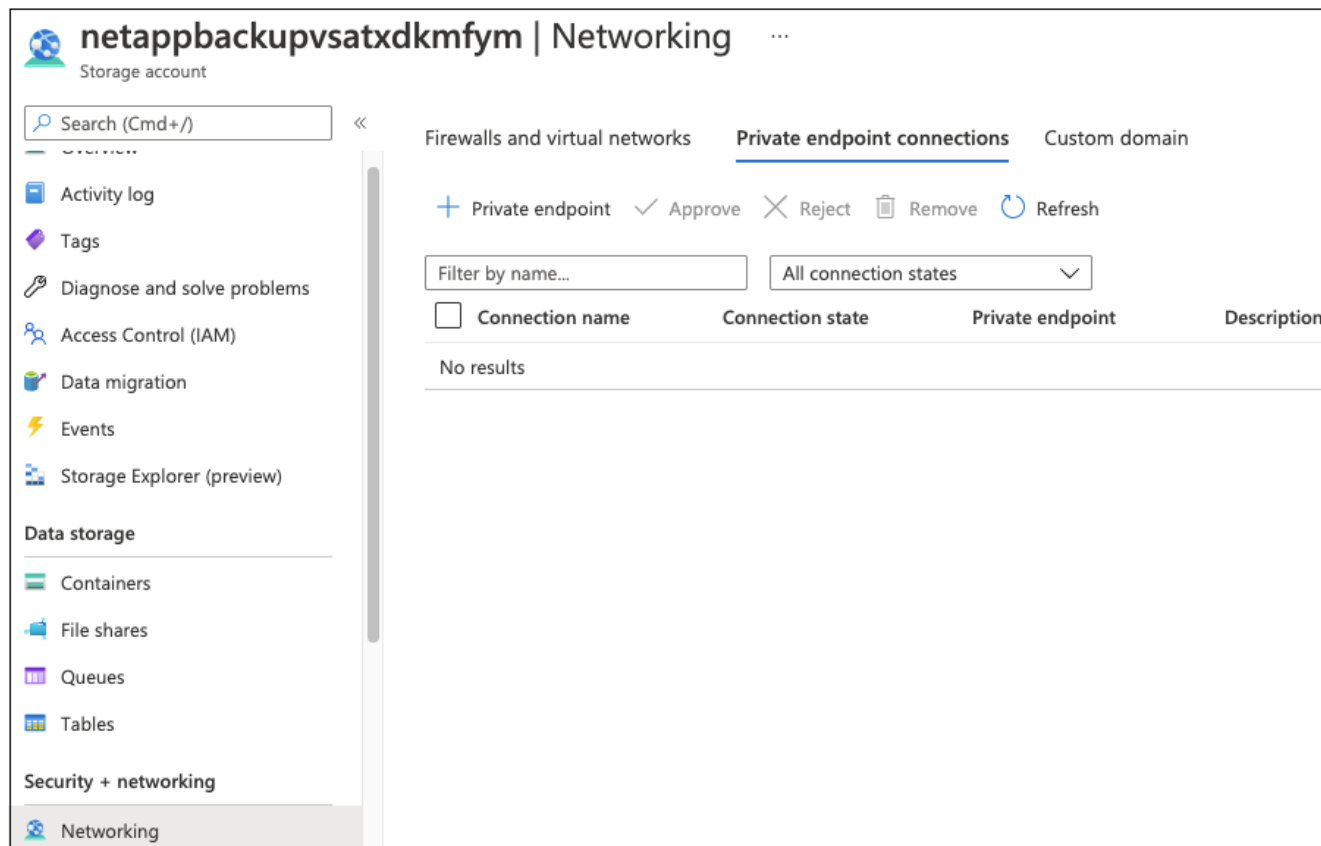 netappbackupvsatxdkmfym | Networking ...
Storage account
Search (Cmd+/) «
Overview
Activity log
Tags
Diagnose and solve problems
Access Control (IAM)
Data migration
Events
Storage Explorer (preview)
Data storage
Containers
File shares
Queues
Tables
Security + networking
Networking
Firewalls and virtual networks Private endpoint connections Custom domain
Private endpoint Approve Reject Remove Refresh
Filter by name... All connection states
Connection name Connection state Private endpoint Description
No results